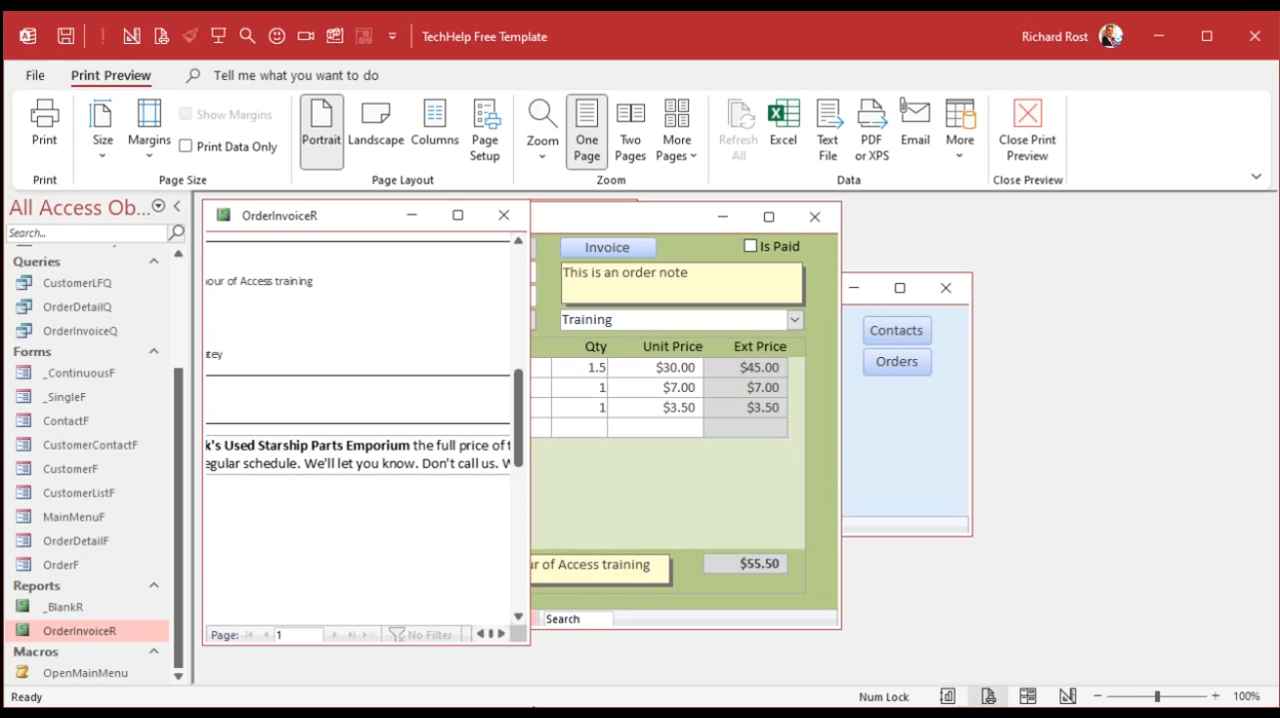 TechHelp Free Template
Richard Rost
File
Print Preview
Tell me what you want to do
Print
Size
Margins
Show Margins
Print Data Only
Portrait
Landscape
Columns
Page Setup
Zoom
One Page
Two Pages
More Pages
Refresh All
Excel
Text File
PDF or XPS
Email
More
Close Print Preview
Print
Page Size
Page Layout
Zoom
Data
Close Preview
All Access Ob...
Search...
Queries
CustomerLFQ
OrderDetailQ
OrderInvoiceQ
Forms
_ContinuousF
_SingleF
ContactF
CustomerContactF
CustomerF
CustomerListF
MainMenuF
OrderDetailF
OrderF
Reports
_BlankR
OrderInvoiceR
Macros
OpenMainMenu
OrderInvoiceR
our of Access training
tey
k's Used Starship Parts Emporium the full price of
egular schedule. We'll let you know. Don't call us. W
Page: 1
No Filter
Invoice
Is Paid
This is an order note
Training
Qty Unit Price Ext Price
1.5 $30.00 $45.00
1 $7.00 $7.00
1 $3.50 $3.50
r of Access training
$55.50
Search
Contacts
Orders
Ready
Num Lock
100%